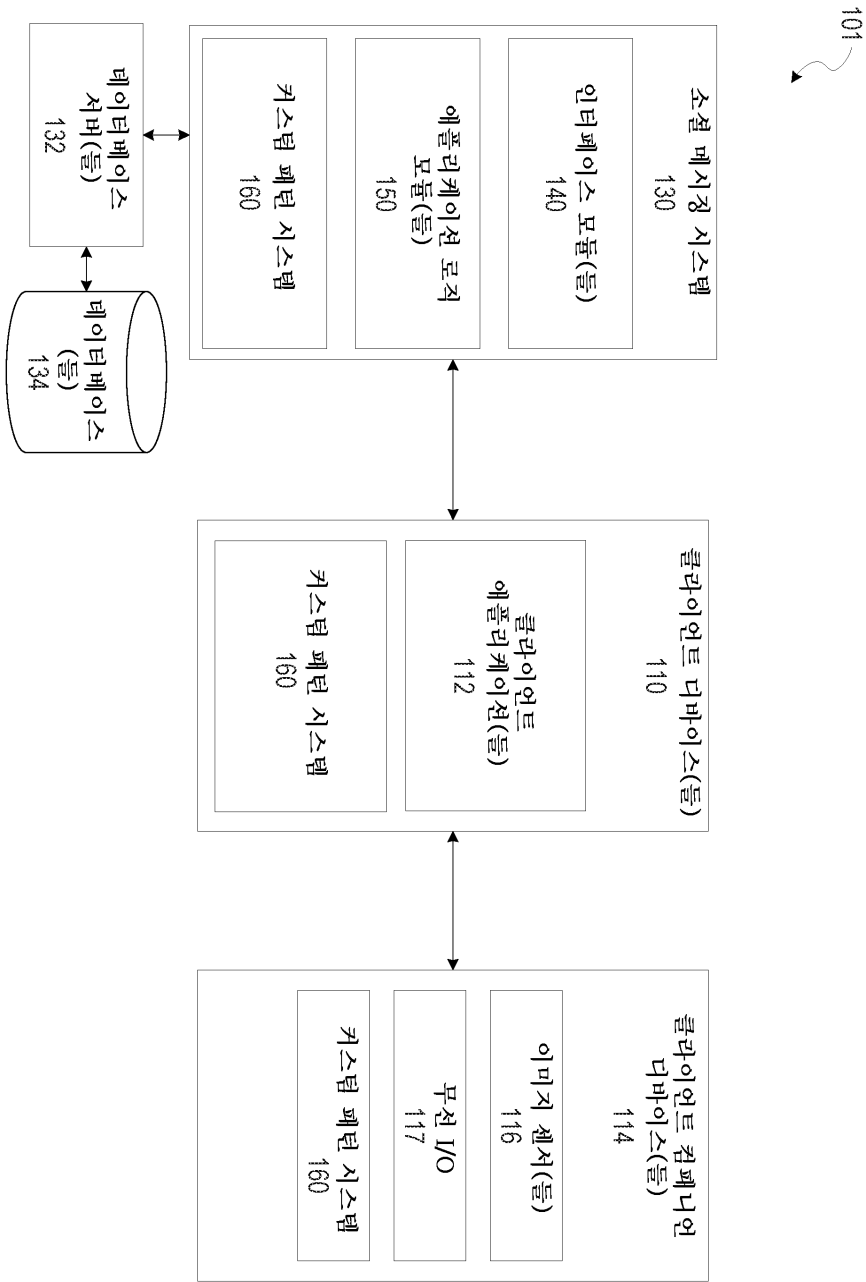 101
소셜 메시징 시스템
130
인터페이스 모듈(들)
140
애플리케이션 로직
모듈(들)
150
커스텀 패턴 시스템
160
데이터베이스
서버(들)
132
데이터베이스
(들)
134
클라이언트 디바이스(들)
110
클라이언트
애플리케이션(들)
112
커스텀 패턴 시스템
160
클라이언트 컴패니언
디바이스(들)
114
이미지 센서(들)
116
무선 I/O
117
커스텀 패턴 시스템
160